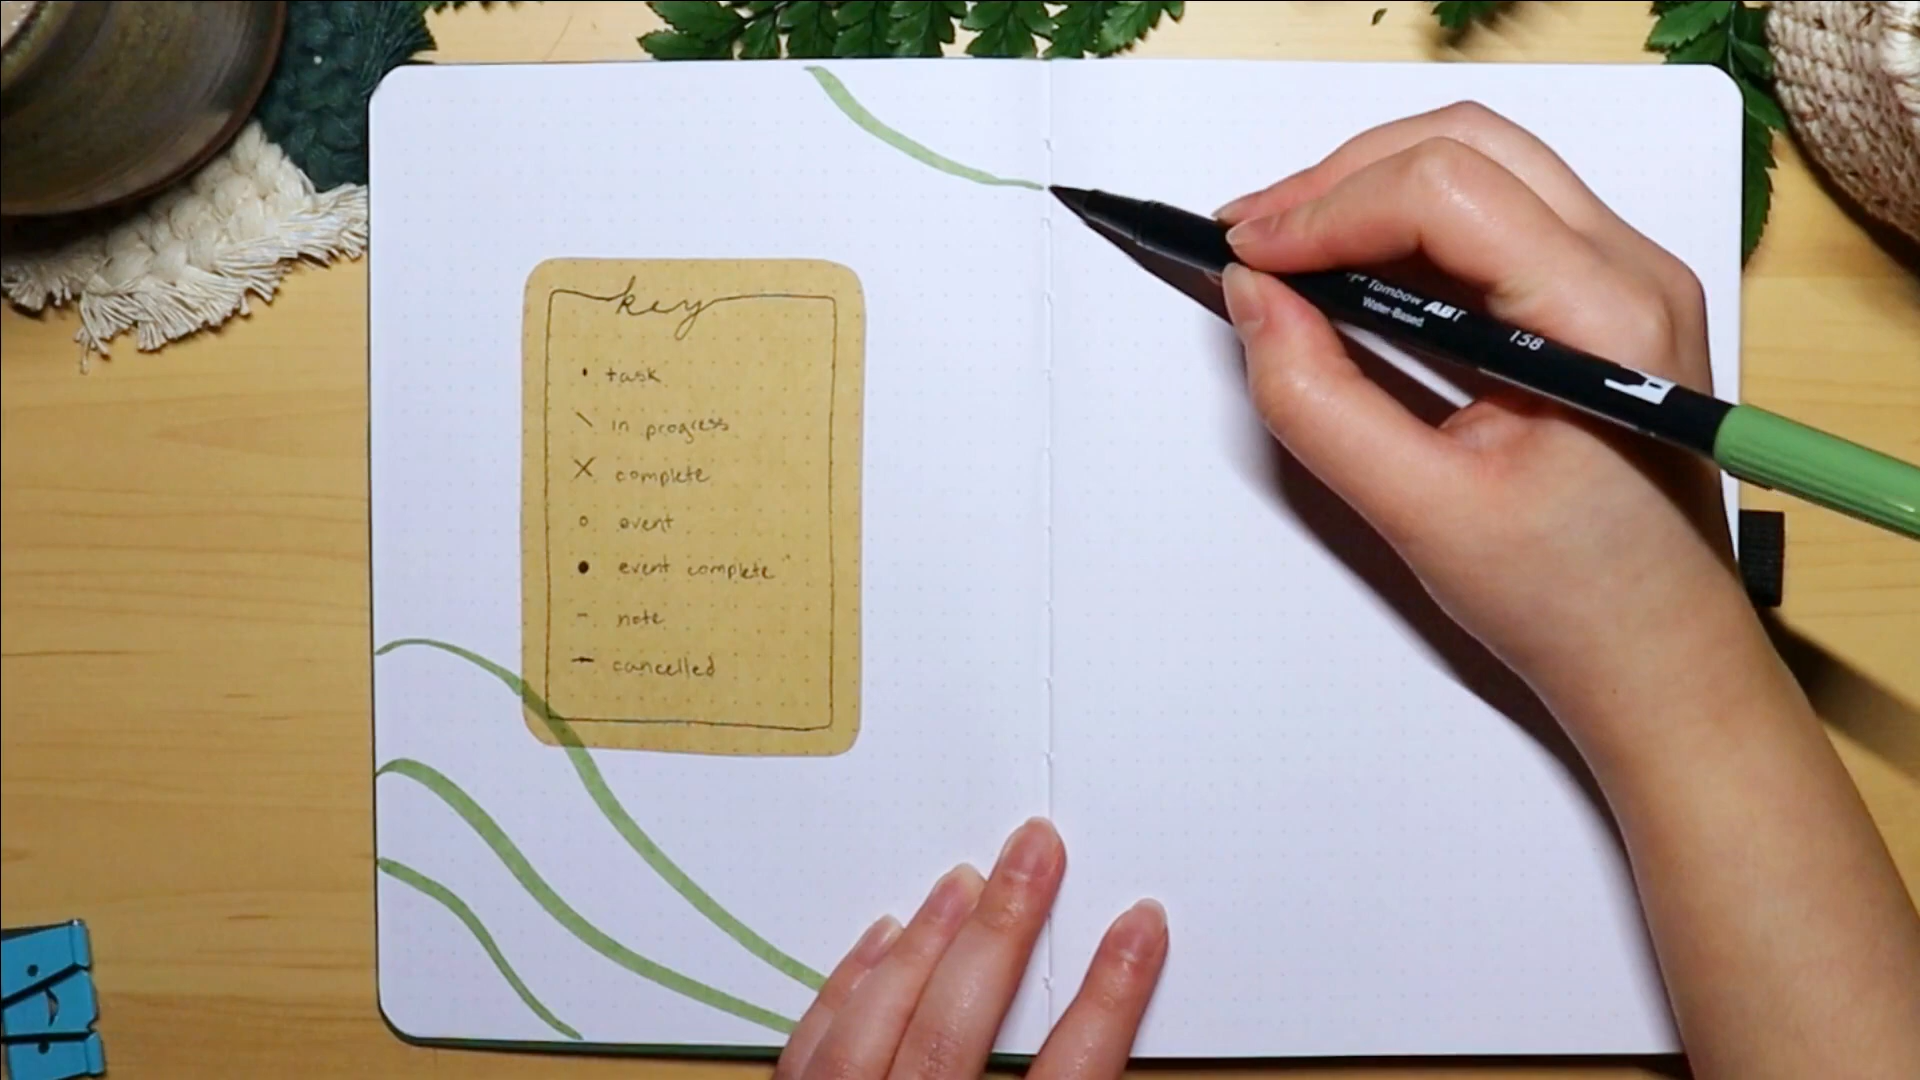 key
• task
\ in progress
X complete
○ event
● event complete
- note
cancelled
Tombow ABT
Water-Based
158